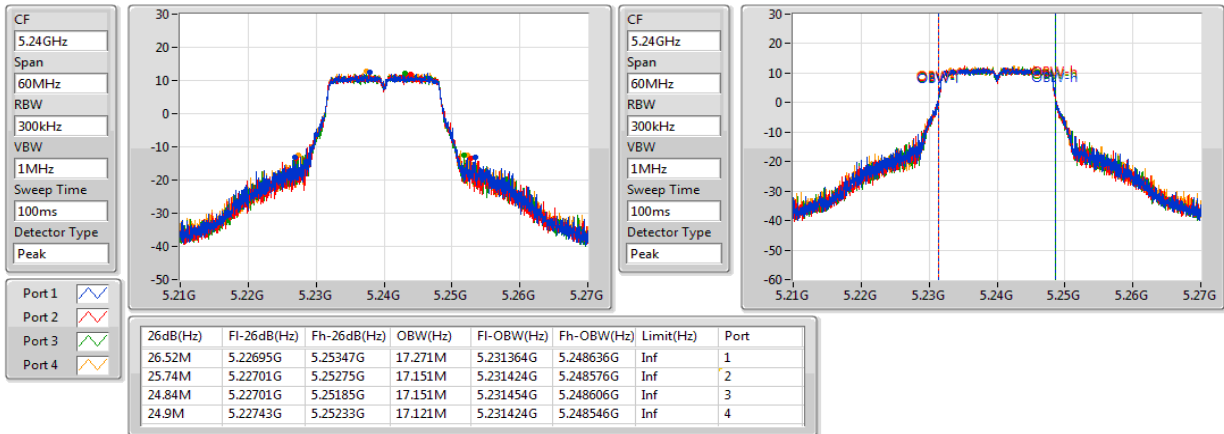 CF
5.24GHz
Span
60MHz
RBW
300kHz
VBW
1MHz
Sweep Time
100ms
Detector Type
Peak
30
20
10
0
-10
-20
-30
-40
-50
5.21G 5.22G 5.23G 5.24G 5.25G 5.26G 5.27G
CF
5.24GHz
Span
60MHz
RBW
300kHz
VBW
1MHz
Sweep Time
100ms
Detector Type
Peak
30
20
10
0
-10
-20
-30
-40
-50
-60
OBW-l OBW-h
5.21G 5.22G 5.23G 5.24G 5.25G 5.26G 5.27G
Port 1
Port 2
Port 3
Port 4
26dB(Hz) Fl-26dB(Hz) Fh-26dB(Hz) OBW(Hz) Fl-OBW(Hz) Fh-OBW(Hz) Limit(Hz) Port
26.52M 5.22695G 5.25347G 17.271M 5.231364G 5.248636G Inf 1
25.74M 5.22701G 5.25275G 17.151M 5.231424G 5.248576G Inf 2
24.84M 5.22701G 5.25185G 17.151M 5.231454G 5.248606G Inf 3
24.9M 5.22743G 5.25233G 17.121M 5.231424G 5.248546G Inf 4